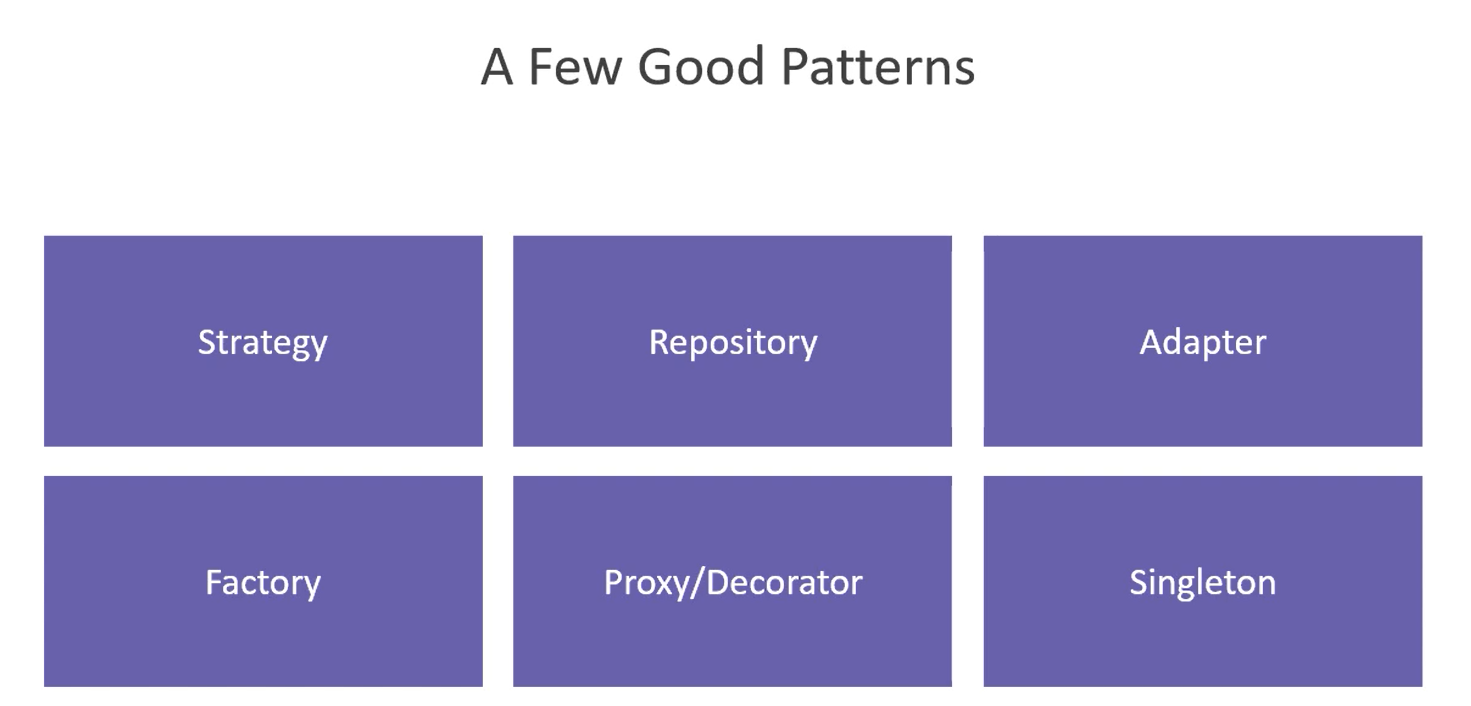 A Few Good Patterns
Strategy
Repository
Adapter
Factory
Proxy/Decorator
Singleton